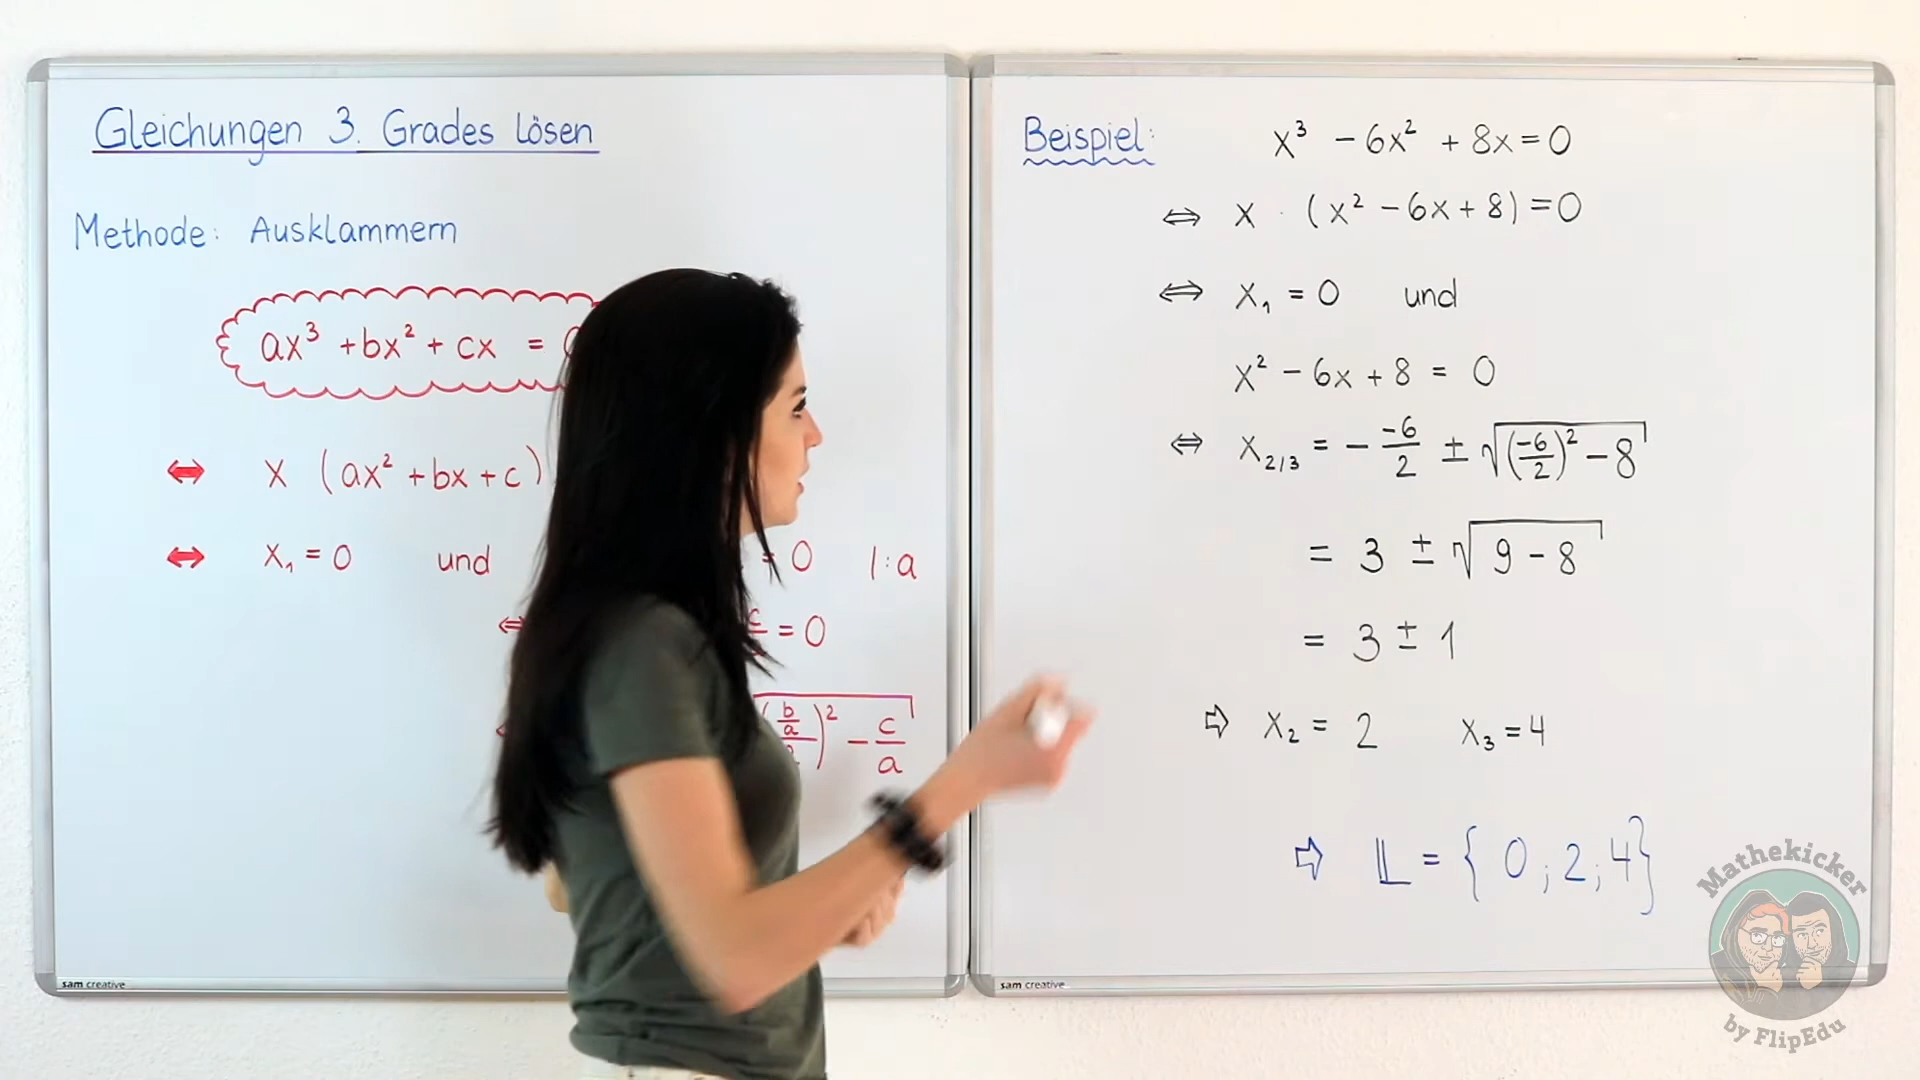 Gleichungen 3. Grades lösen
Methode: Ausklammern
ax³ + bx² + cx =
⇔ x (ax² + bx + c)
⇔ x₁ = 0 und = 0 |:a
⇔ c = 0
(b/a)² − c/a
sam creative
Beispiel: x³ − 6x² + 8x = 0
⇔ x · (x² − 6x + 8) = 0
⇔ x₁ = 0 und
x² − 6x + 8 = 0
⇔ x₂/₃ = − −6/2 ± √((−6/2)² − 8)
= 3 ± √(9 − 8)
= 3 ± 1
⇨ x₂ = 2 x₃ = 4
⇨ 𝕃 = {0 ; 2 ; 4}
sam creative
Mathekicker
by FlipEdu